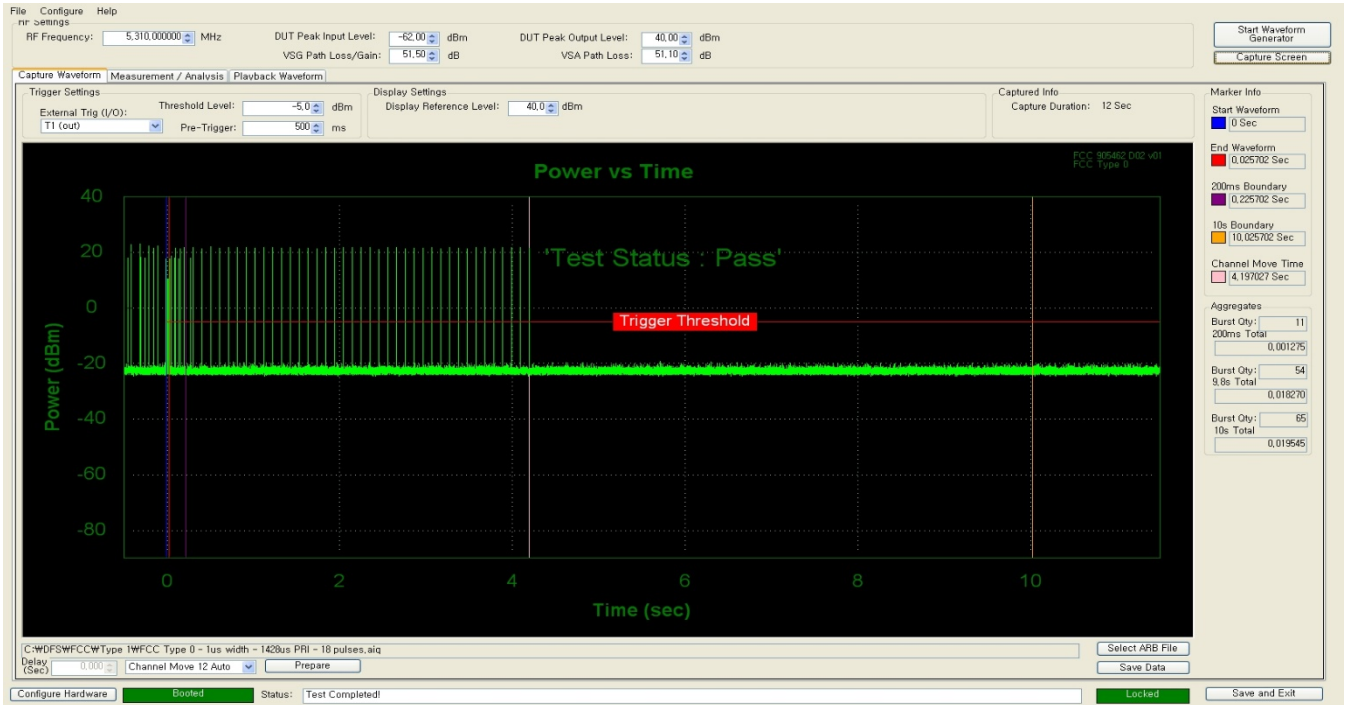 File Configure Help
RF Settings
RF Frequency: 5,310,000000 MHz DUT Peak Input Level: -62,00 dBm DUT Peak Output Level: 40,00 dBm
VSG Path Loss/Gain: 51,50 dB VSA Path Loss: 51,10 dB
Start Waveform
Generator
Capture Screen
Capture Waveform Measurement / Analysis Playback Waveform
Trigger Settings
External Trig (I/O):
T1 (out)
Threshold Level: -5,0 dBm
Pre-Trigger: 500 ms
Display Settings
Display Reference Level: 40,0 dBm
Captured Info
Capture Duration: 12 Sec
FCC 905462 D02 v01
FCC Type 0
Power vs Time
'Test Status : Pass'
Trigger Threshold
Power (dBm)
40
20
0
-20
-40
-60
-80
0 2 4 6 8 10
Time (sec)
Marker Info
Start Waveform
0 Sec
End Waveform
0,025702 Sec
200ms Boundary
0,225702 Sec
10s Boundary
10,025702 Sec
Channel Move Time
4,197027 Sec
Aggregates
Burst Qty: 11
200ms Total
0,001275
Burst Qty: 54
9,8s Total
0,018270
Burst Qty: 65
10s Total
0,019545
C:₩DFS₩FCC₩Type 1₩FCC Type 0 - 1us width - 1428us PRI - 18 pulses,aiq
Select ARB File
Delay
(Sec) 0,000 Channel Move 12 Auto Prepare
Save Data
Configure Hardware Booted Status: Test Completed! Locked Save and Exit